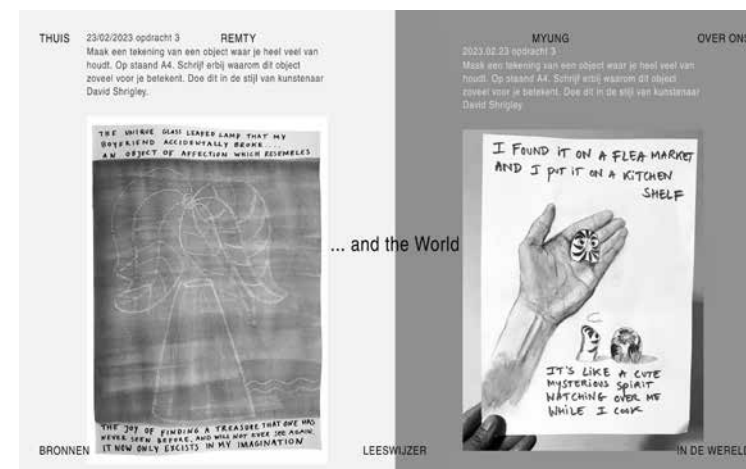 THUIS
23/02/2023 opdracht 3
REMTY
Maak een tekening van een object waar je heel veel van
houdt. Op staand A4. Schrijf erbij waarom dit object
zoveel voor je betekent. Doe dit in de stijl van kunstenaar
David Shrigley.
THE UNIQUE GLASS LEAFED LAMP THAT MY
BOYFRIEND ACCIDENTALLY BROKE....
AN OBJECT OF AFFECTION WHICH RESEMBLES
THE JOY OF FINDING A TREASURE THAT ONE HAS
NEVER SEEN BEFORE, AND WILL NOT EVER SEE AGAIN.
IT NOW ONLY EXCISTS IN MY IMAGINATION
BRONNEN
... and the World
LEESWIJZER
MYUNG
OVER ONS
2023.02.23 opdracht 3
Maak een tekening van een object waar je heel veel van
houdt. Op staand A4. Schrijf erbij waarom dit object
zoveel voor je betekent. Doe dit in de stijl van kunstenaar
David Shrigley.
I FOUND IT ON A FLEA MARKET
AND I PUT IT ON A KITCHEN
SHELF
IT'S LIKE A CUTE
MYSTERIOUS SPIRIT
WATCHING OVER ME
WHILE I COOK
IN DE WERELD